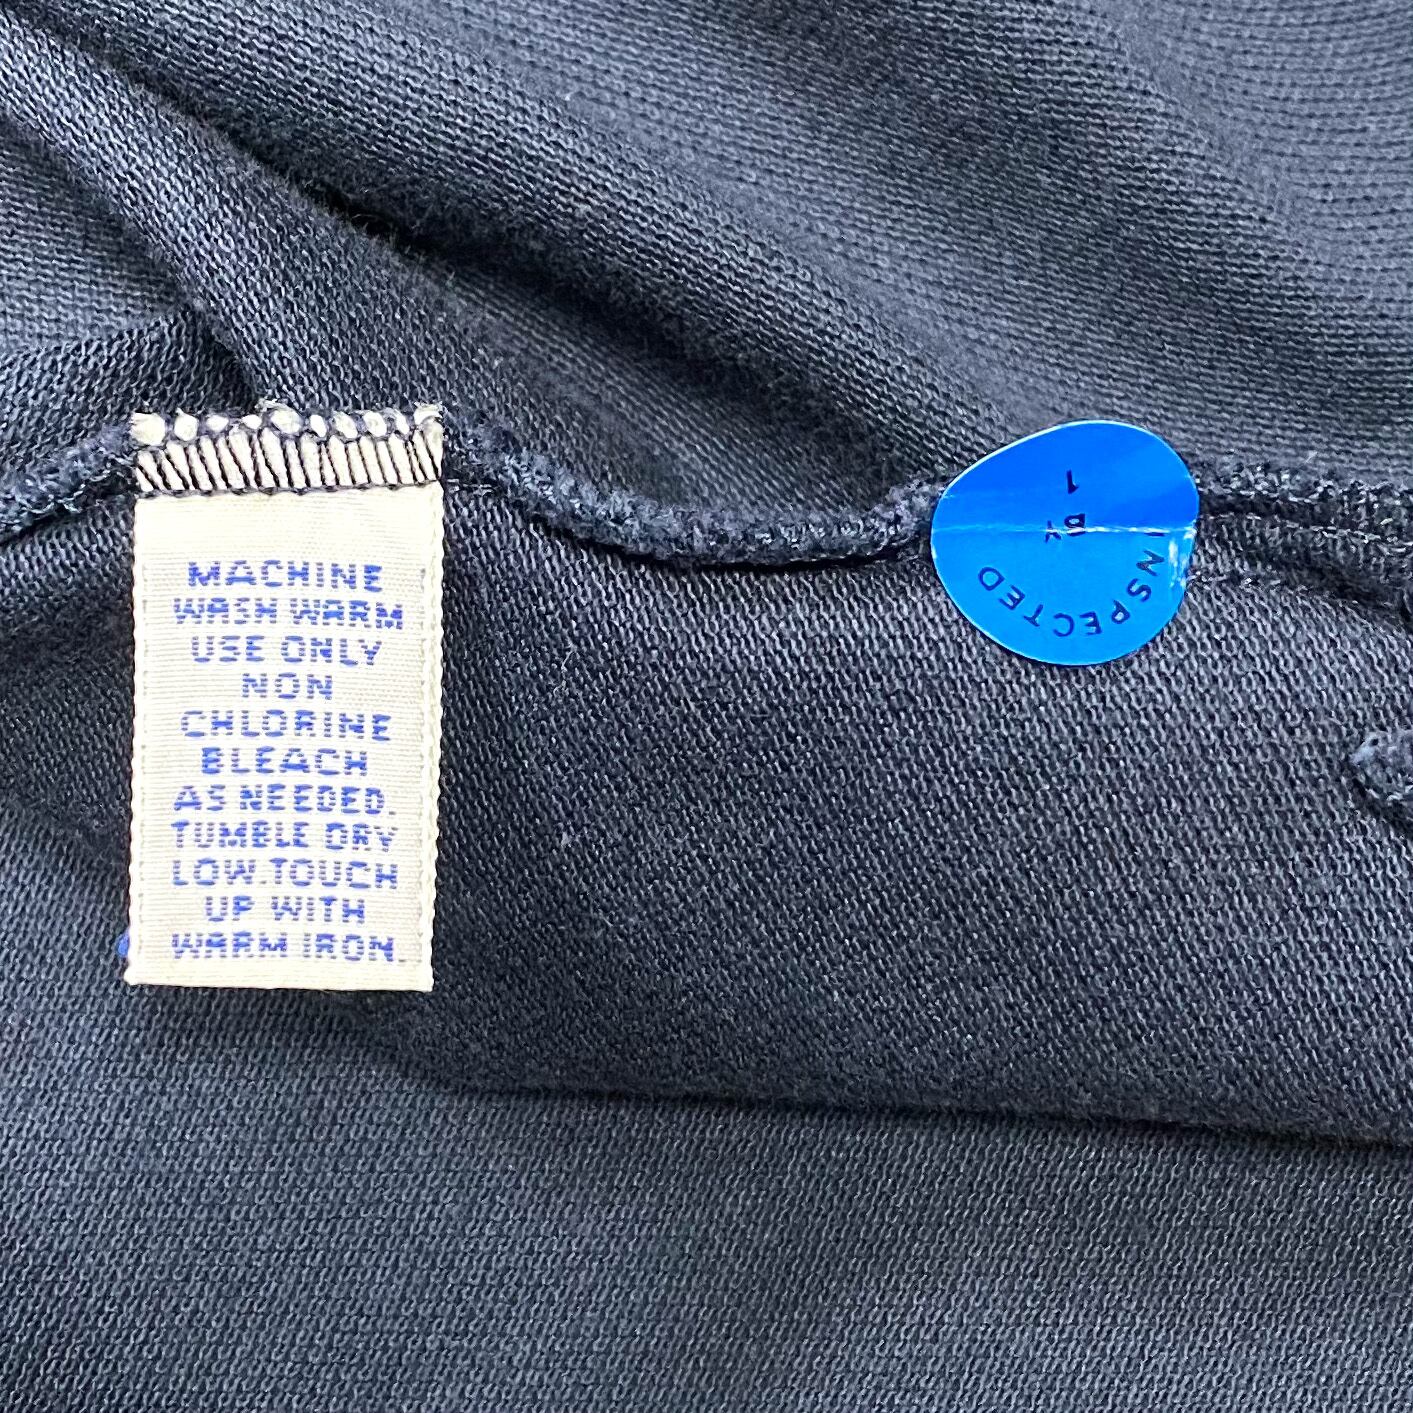 MACHINE
WASH WARM
USE ONLY
NON
CHLORINE
BLEACH
AS NEEDED.
TUMBLE DRY
LOW.TOUCH
UP WITH
WARM IRON.
INSPECTED
by
1